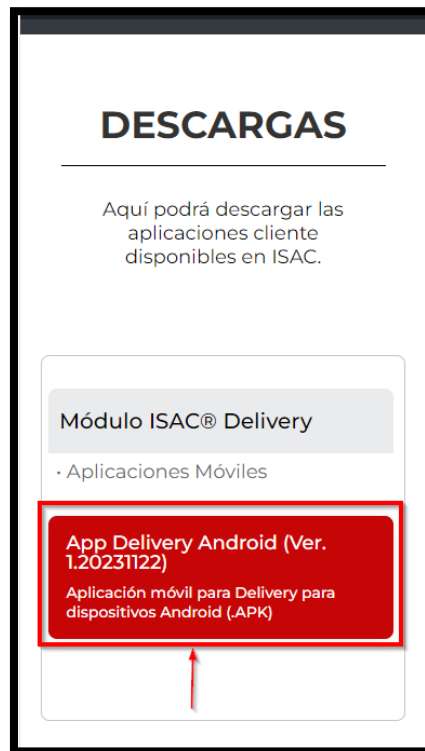 DESCARGAS
Aquí podrá descargar las
aplicaciones cliente
disponibles en ISAC.
Módulo ISAC® Delivery
· Aplicaciones Móviles
App Delivery Android (Ver.
1.20231122)
Aplicación móvil para Delivery para
dispositivos Android (.APK)